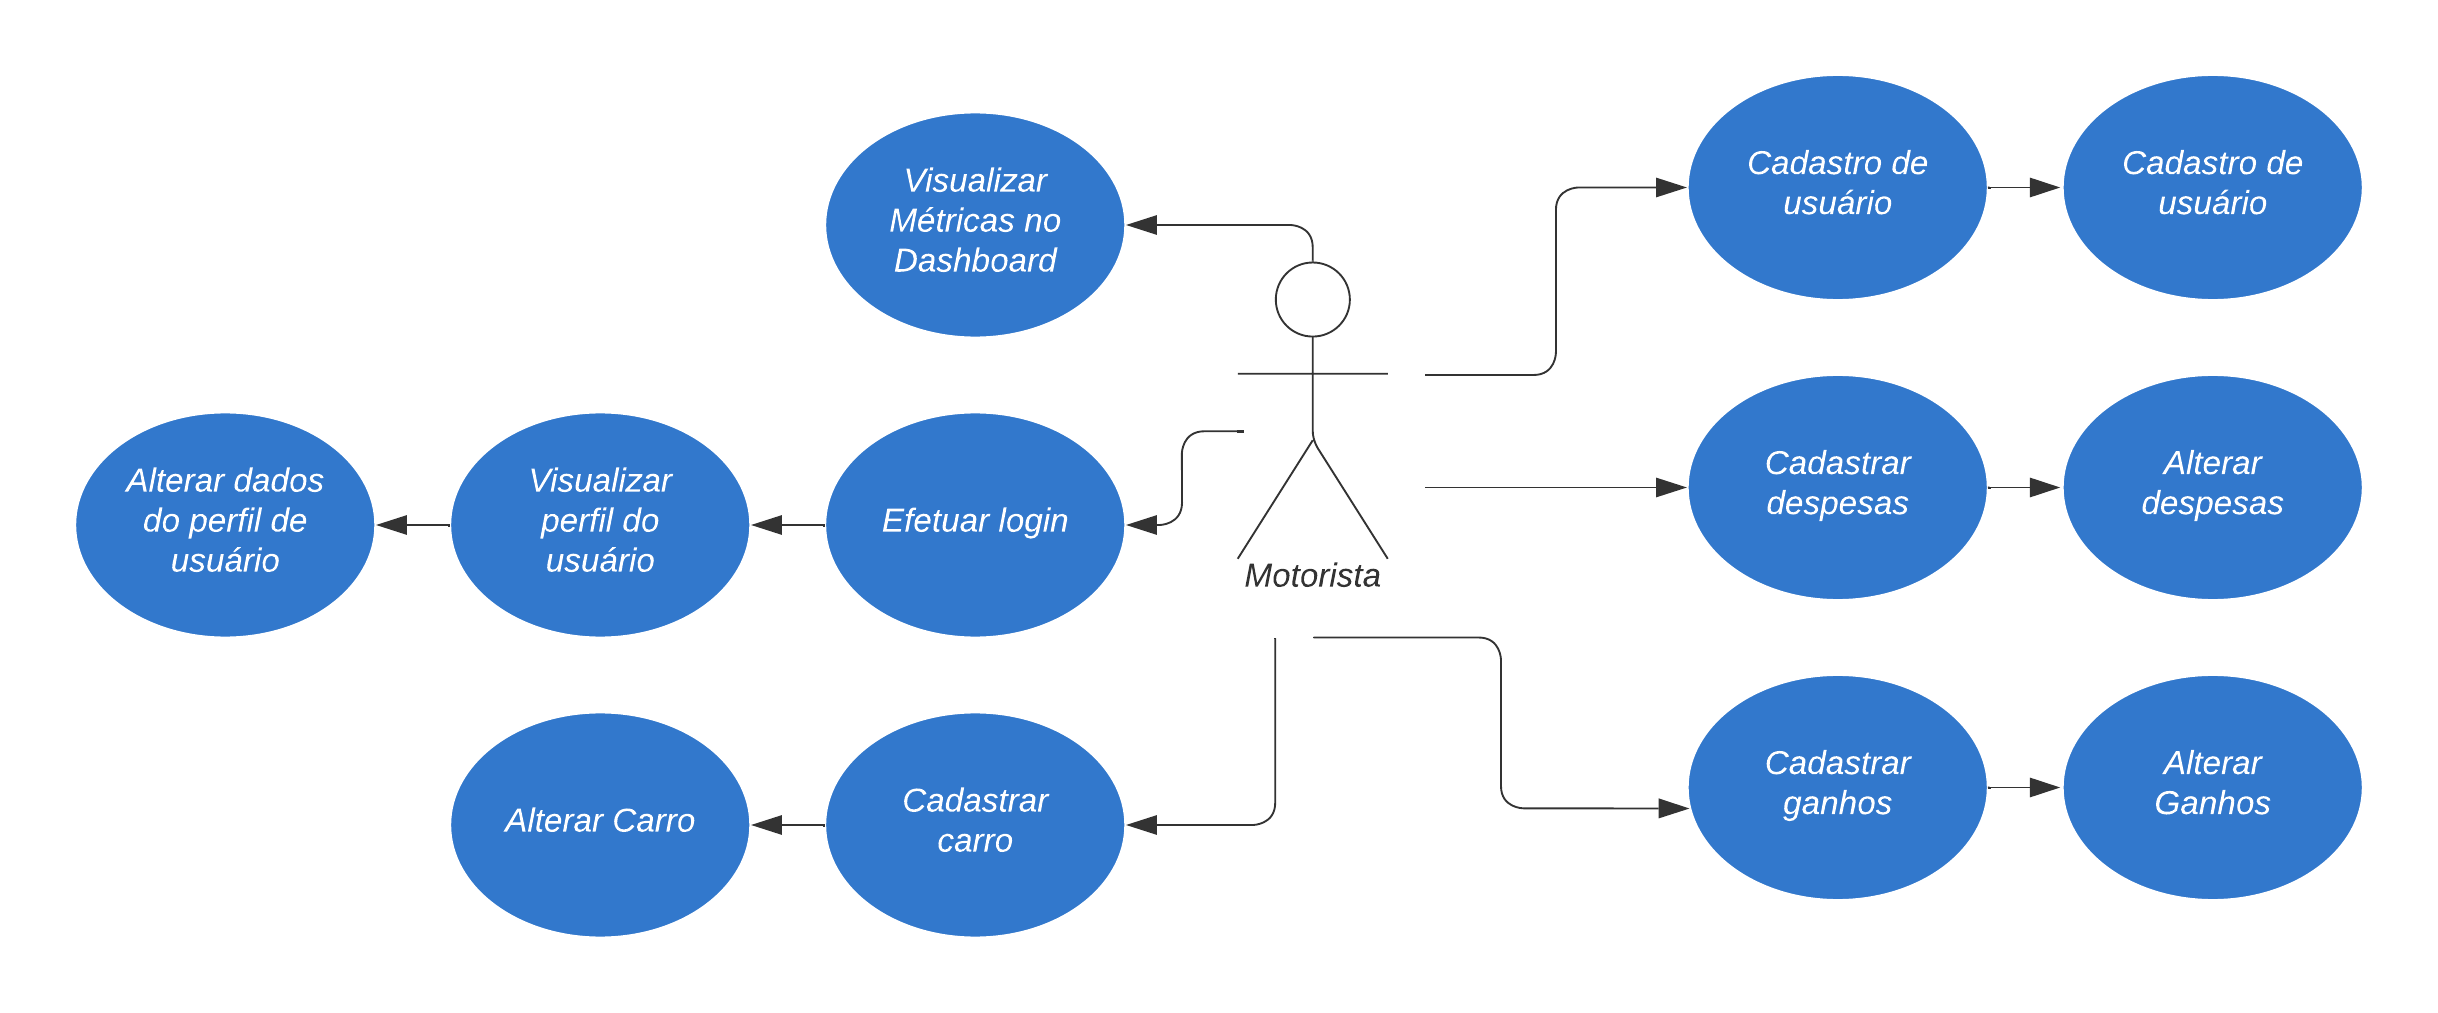 Visualizar
Métricas no
Dashboard
Cadastro de
usuário
Cadastro de
usuário
Alterar dados
do perfil de
usuário
Visualizar
perfil do
usuário
Efetuar login
Motorista
Cadastrar
despesas
Alterar
despesas
Alterar Carro
Cadastrar
carro
Cadastrar
ganhos
Alterar
Ganhos